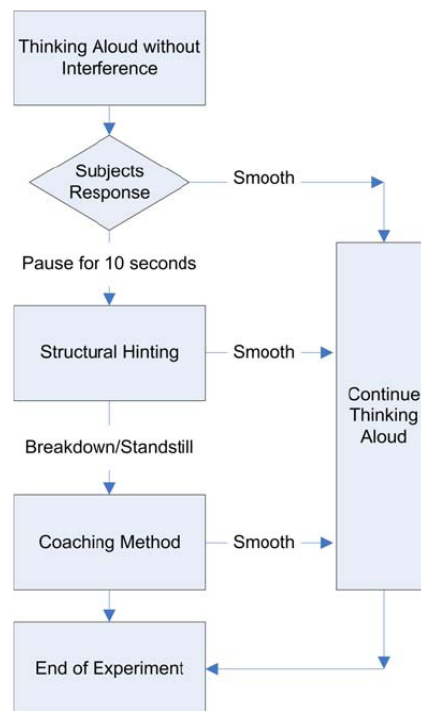 Thinking Aloud without
Interference
Subjects
Response
Smooth
Pause for 10 seconds
Structural Hinting
Smooth
Continue
Thinking
Aloud
Breakdown/Standstill
Coaching Method
Smooth
End of Experiment